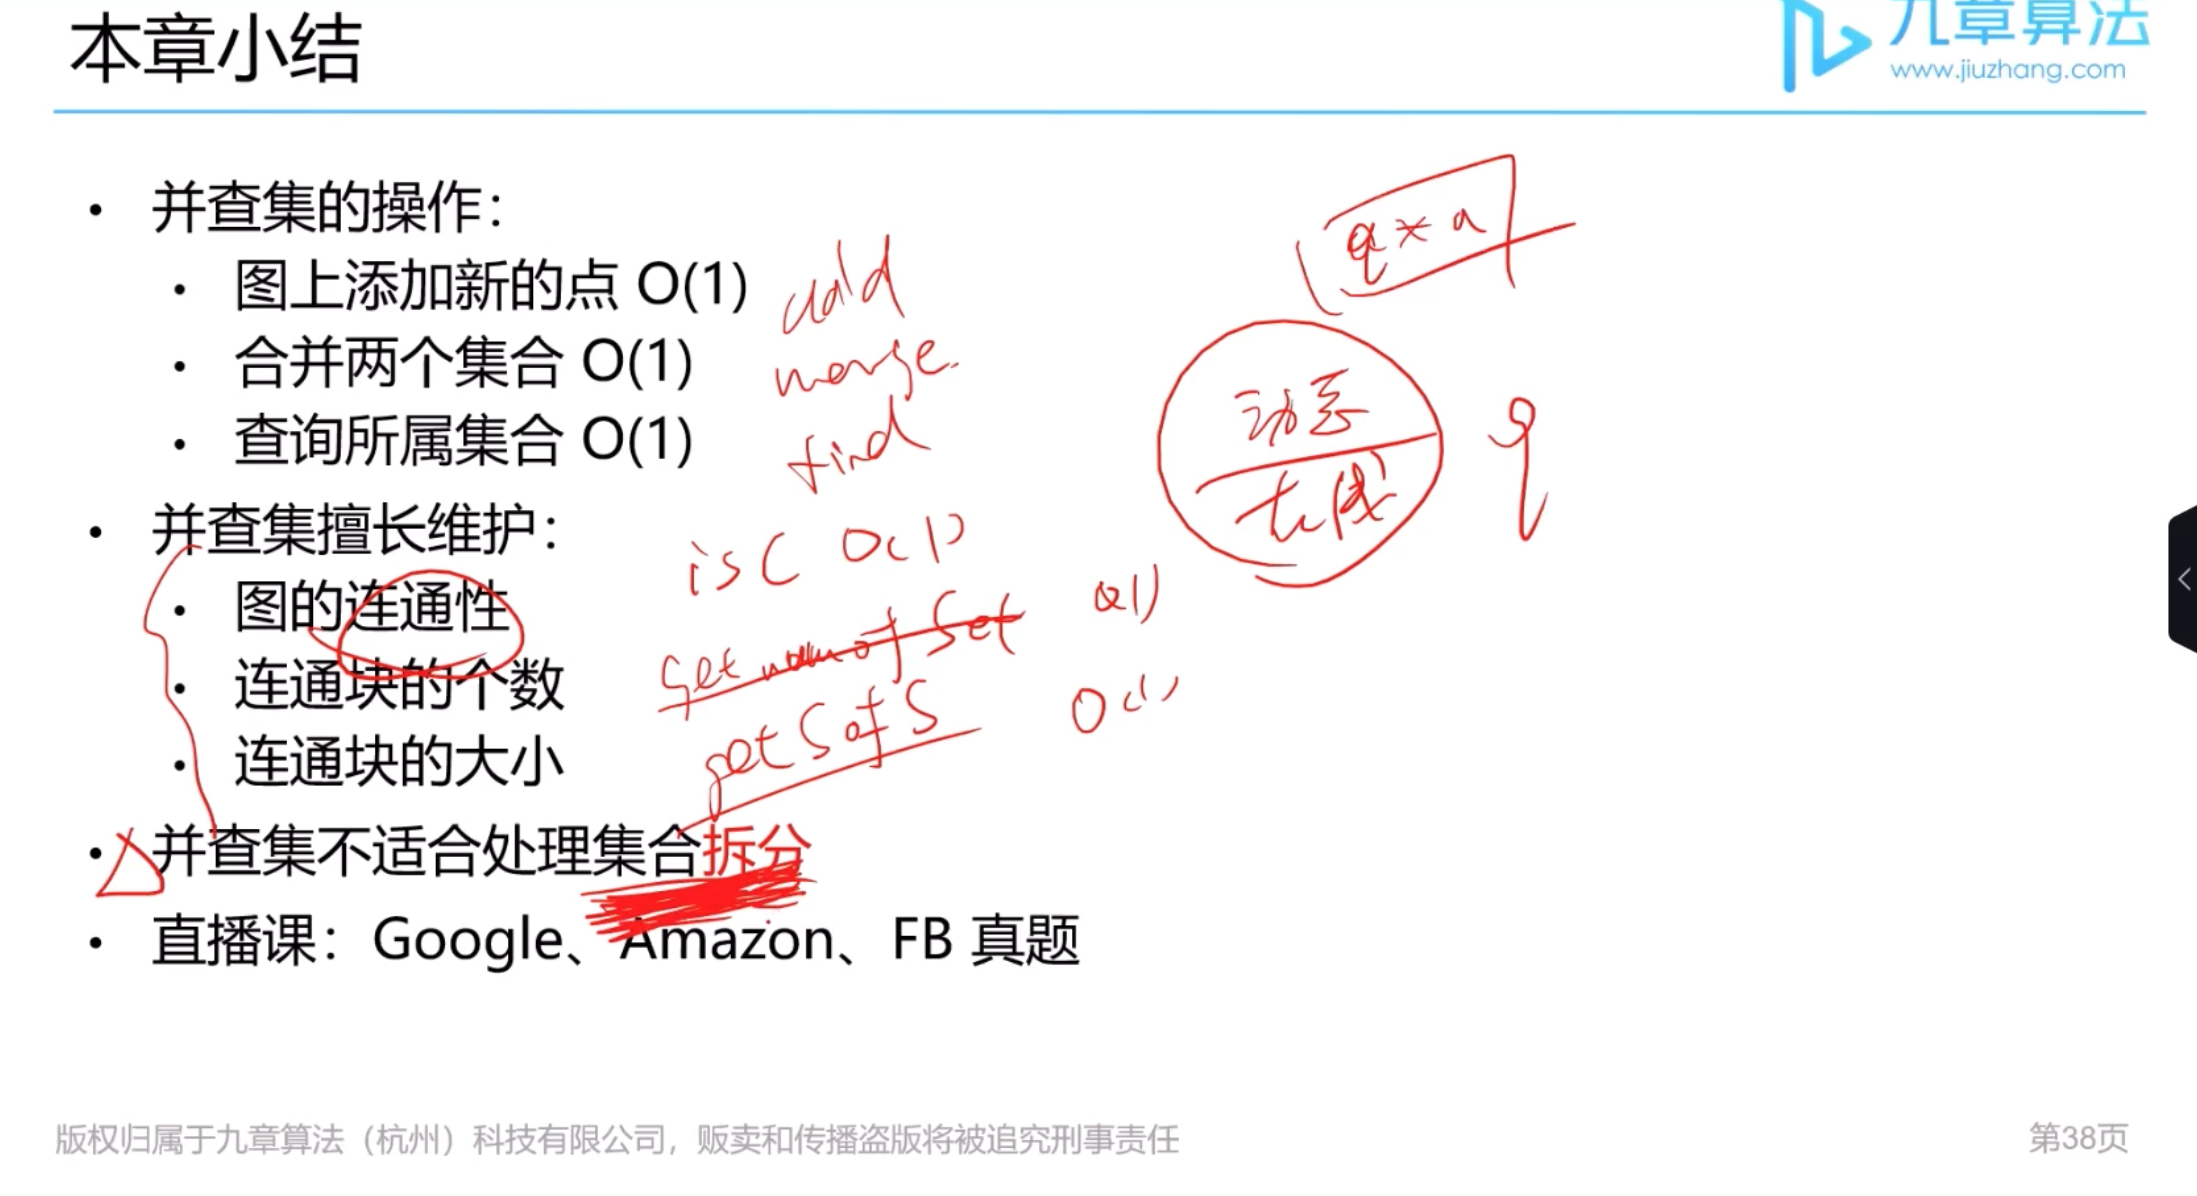 本章小结
九章算法
www.jiuzhang.com
• 并查集的操作：
• 图上添加新的点 O(1) add
• 合并两个集合 O(1) merge
• 查询所属集合 O(1) find
q * a
动态
在线
q
• 并查集擅长维护：
isC O(1)
• 图的连通性
get num of Set O(1)
• 连通块的个数
get S of S O(1)
• 连通块的大小
• 并查集不适合处理集合拆分
• 直播课：Google、Amazon、FB 真题
版权归属于九章算法（杭州）科技有限公司，贩卖和传播盗版将被追究刑事责任
第38页